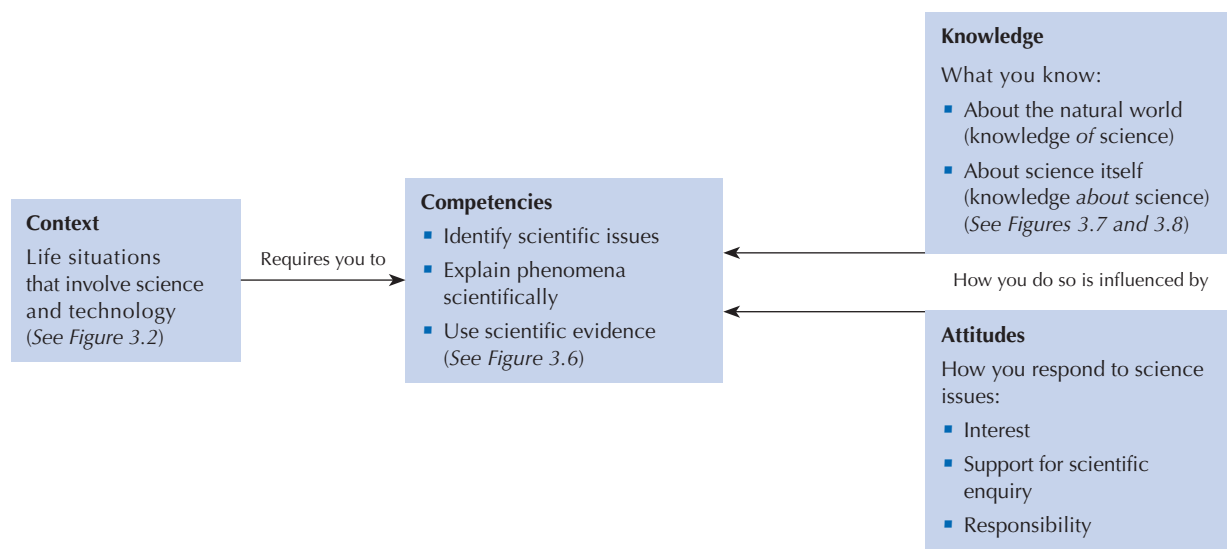 Context
Life situations
that involve science
and technology
(See Figure 3.2)
Requires you to
Competencies
▪ Identify scientific issues
▪ Explain phenomena
scientifically
▪ Use scientific evidence
(See Figure 3.6)
Knowledge
What you know:
▪ About the natural world
(knowledge of science)
▪ About science itself
(knowledge about science)
(See Figures 3.7 and 3.8)
How you do so is influenced by
Attitudes
How you respond to science
issues:
▪ Interest
▪ Support for scientific
enquiry
▪ Responsibility